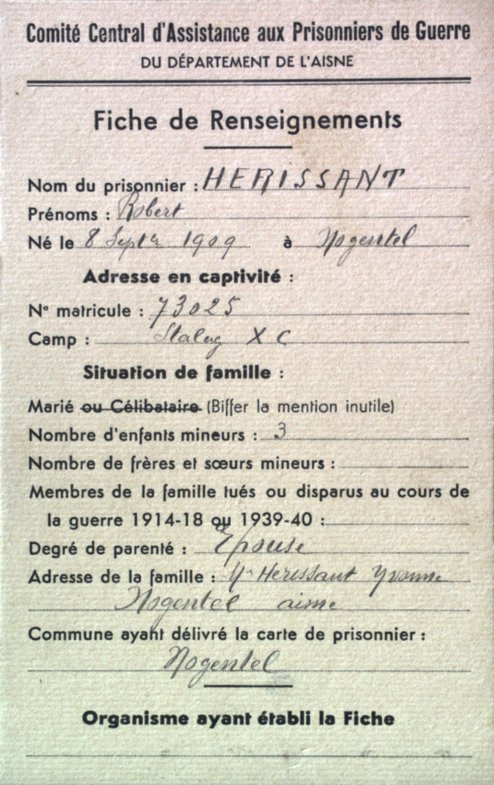 Comité Central d'Assistance aux Prisonniers de Guerre
DU DÉPARTEMENT DE L'AISNE
Fiche de Renseignements
Nom du prisonnier : HERISSANT
Prénoms : Robert
Né le 8 Septbre 1909 à Nogentel
Adresse en captivité :
N° matricule : 73025
Camp : Stalag X C
Situation de famille :
Marié ou Célibataire (Biffer la mention inutile)
Nombre d'enfants mineurs : 3
Nombre de frères et sœurs mineurs :
Membres de la famille tués ou disparus au cours de
la guerre 1914-18 ou 1939-40 :
Degré de parenté : Epouse
Adresse de la famille : Herissant Yvonne
Nogentel aisne
Commune ayant délivré la carte de prisonnier :
Nogentel
Organisme ayant établi la Fiche